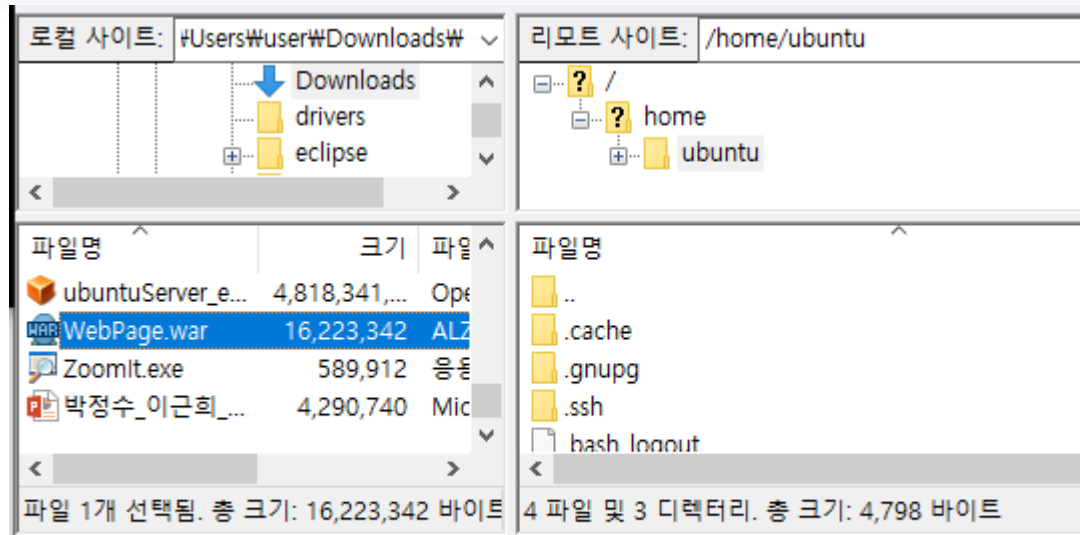 로컬 사이트: ₩Users₩user₩Downloads₩
Downloads
drivers
eclipse
리모트 사이트: /home/ubuntu
/
home
ubuntu
파일명 크기 파일
ubuntuServer_e... 4,818,341,... Ope
WebPage.war 16,223,342 ALZ
ZoomIt.exe 589,912 응용
박정수_이근희_... 4,290,740 Mic
파일 1개 선택됨. 총 크기: 16,223,342 바이트
파일명
..
.cache
.gnupg
.ssh
.bash_logout
4 파일 및 3 디렉터리. 총 크기: 4,798 바이트